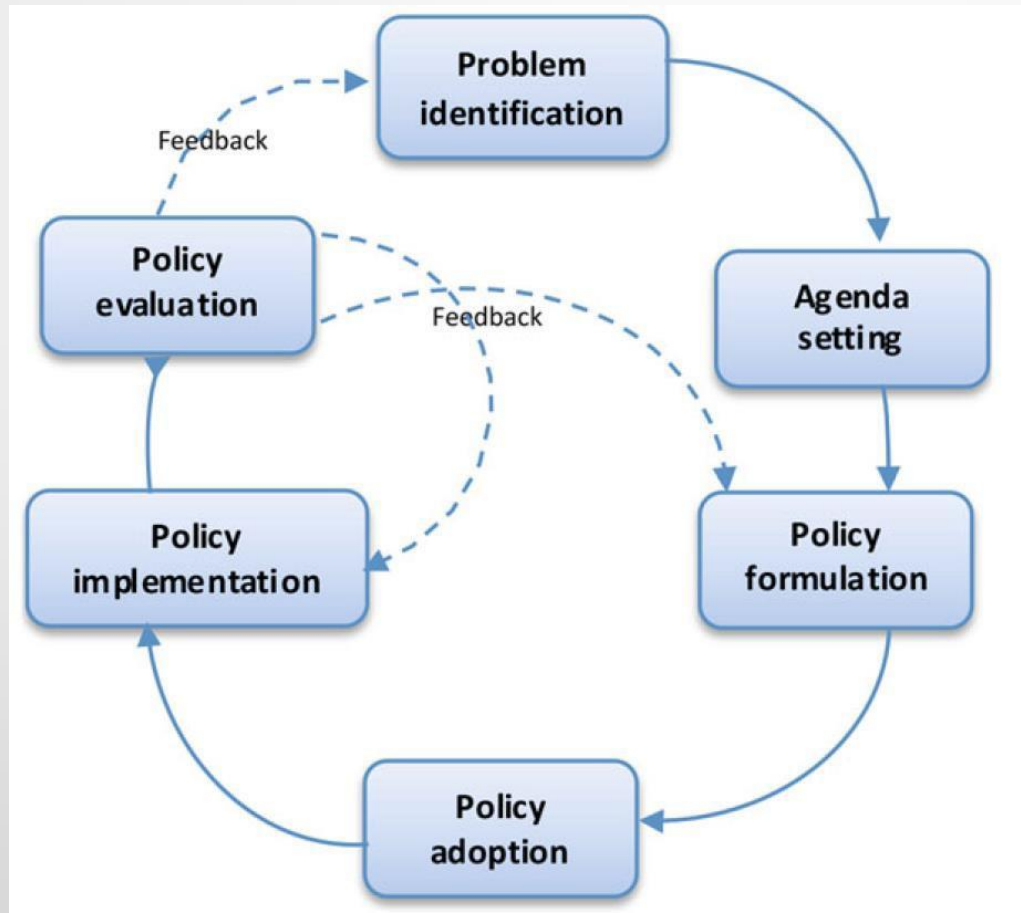 Problem
identification
Feedback
Policy
evaluation
Agenda
setting
Feedback
Policy
implementation
Policy
formulation
Policy
adoption